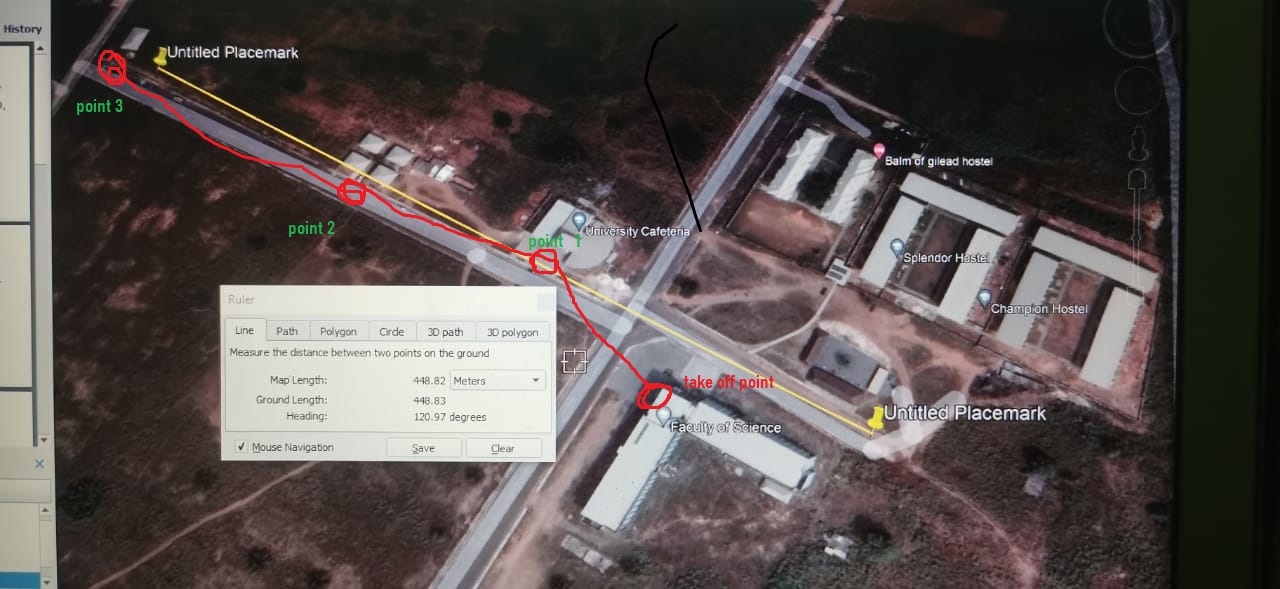 History
Untitled Placemark
point 3
point 2
point 1
University Cafeteria
Balm of gilead hostel
Splendor Hostel
Champion Hostel
Ruler
Line Path Polygon Circle 3D path 3D polygon
Measure the distance between two points on the ground
Map Length: 448.82 Meters
Ground Length: 448.83
Heading: 120.97 degrees
Mouse Navigation Save Clear
take off point
Untitled Placemark
Faculty of Science